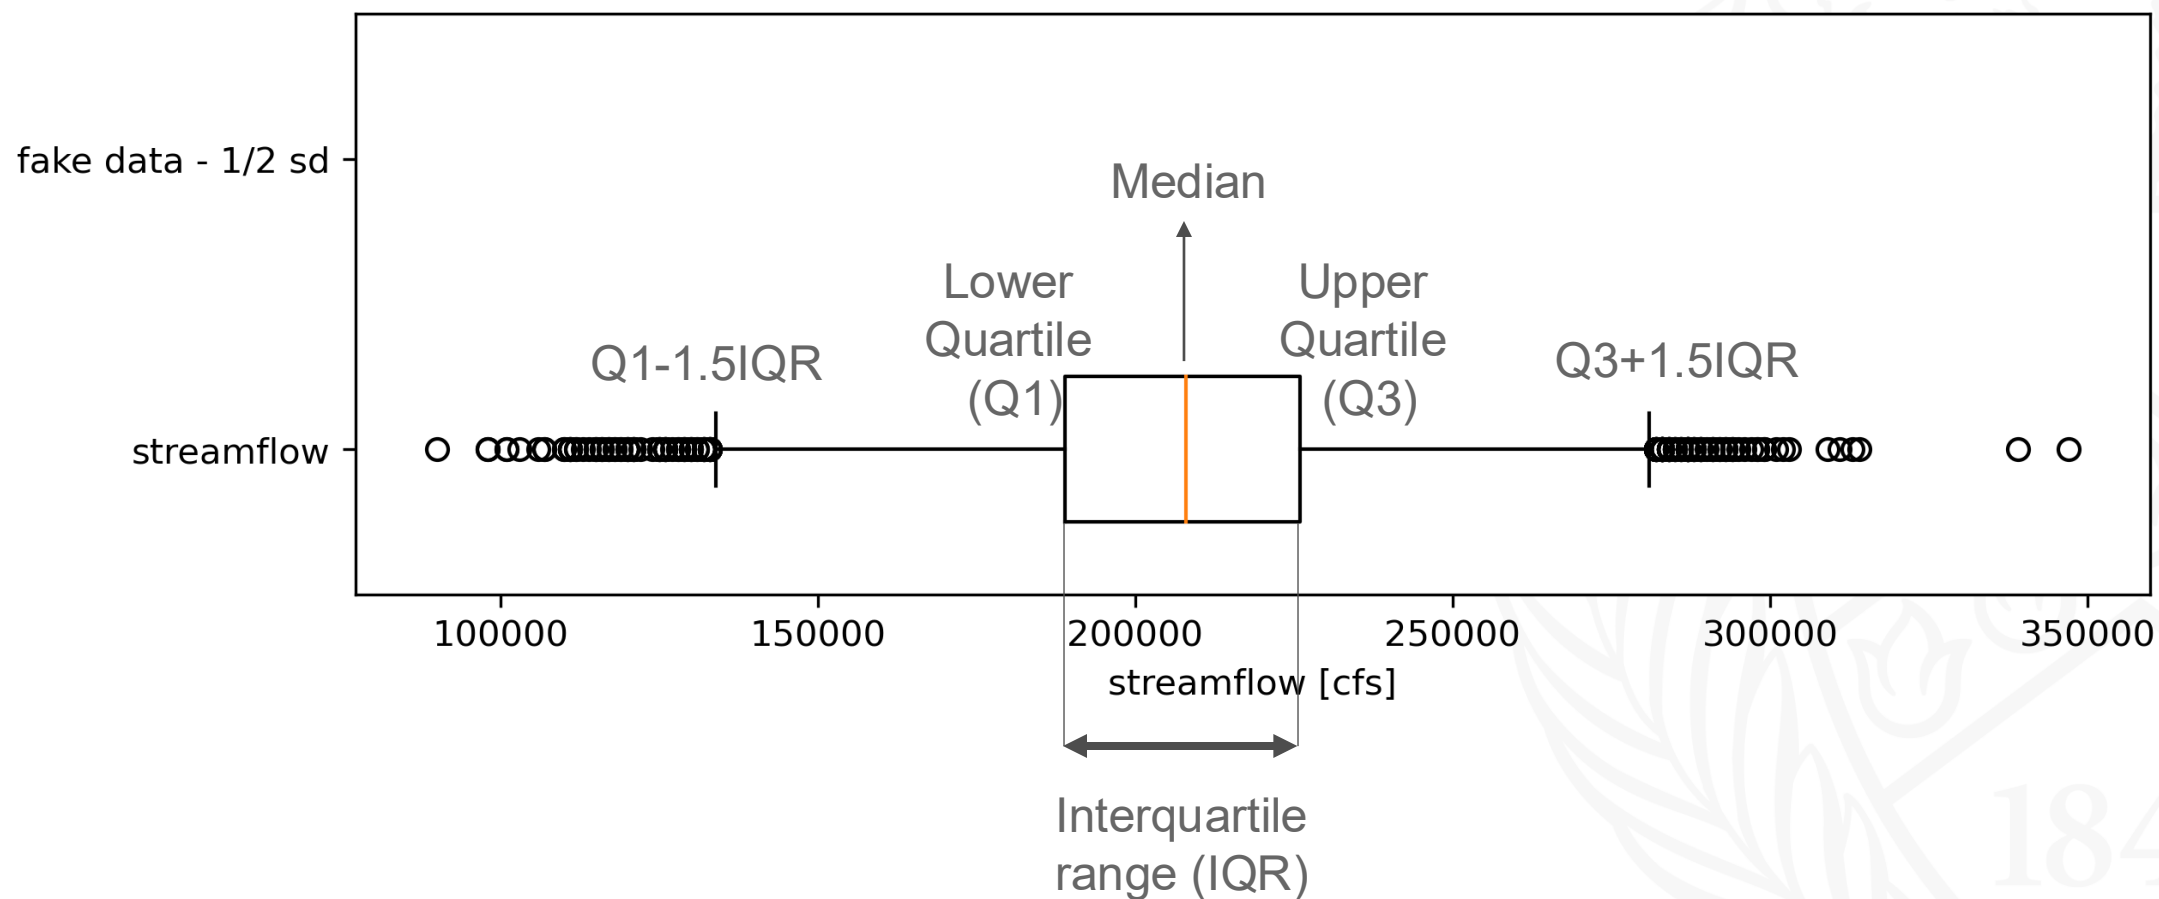 fake data - 1/2 sd
Median
Lower
Quartile
(Q1)
Upper
Quartile
(Q3)
Q1-1.5IQR
Q3+1.5IQR
streamflow
100000
150000
200000
250000
300000
350000
streamflow [cfs]
Interquartile
range (IQR)